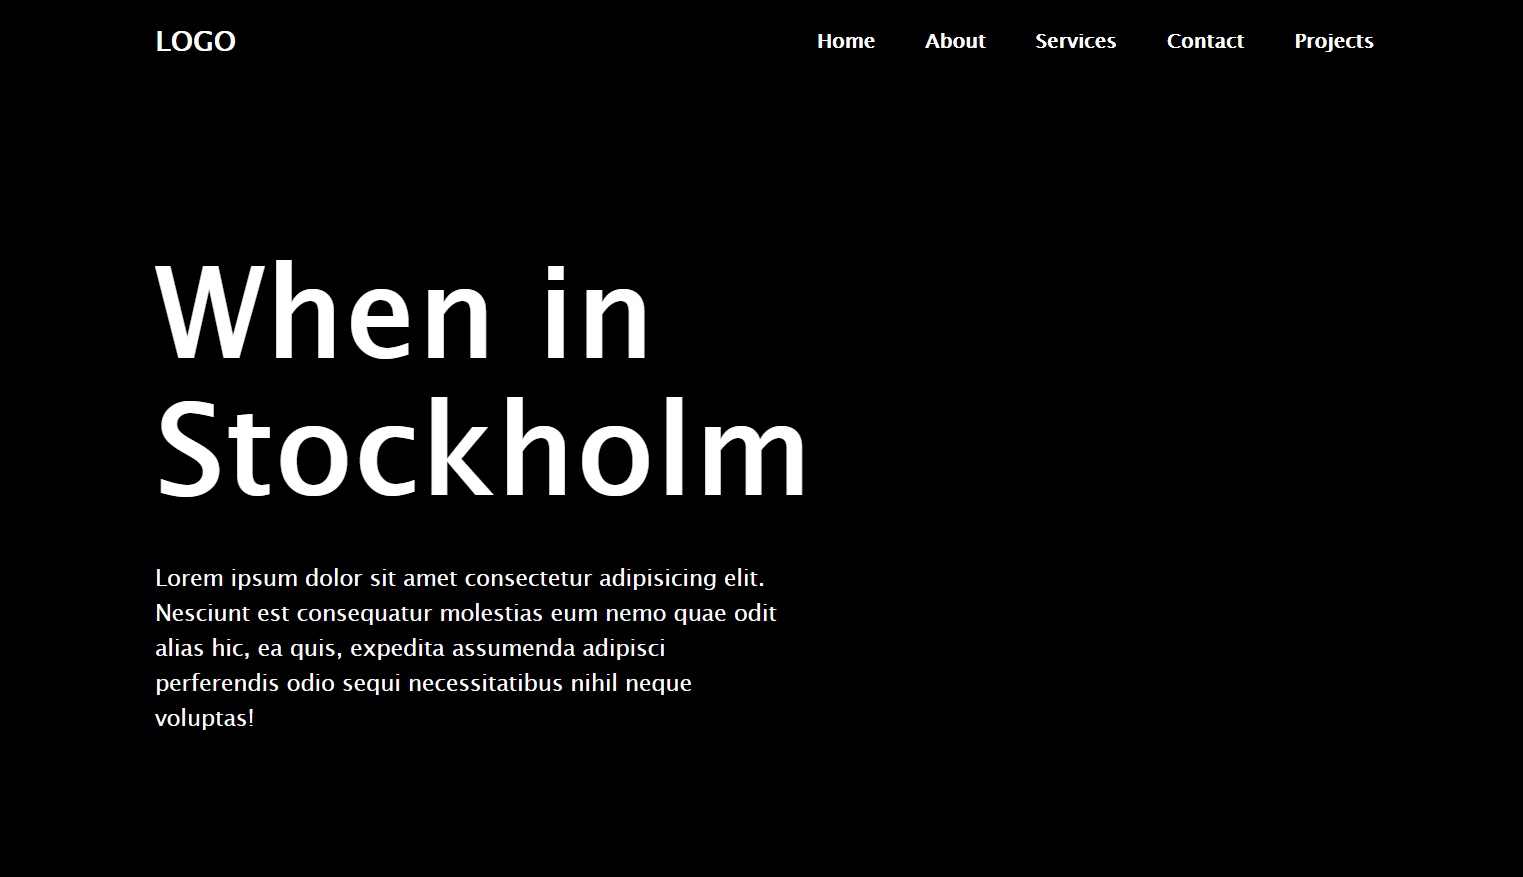 LOGO
Home About Services Contact Projects
When in
Stockholm
Lorem ipsum dolor sit amet consectetur adipisicing elit.
Nesciunt est consequatur molestias eum nemo quae odit
alias hic, ea quis, expedita assumenda adipisci
perferendis odio sequi necessitatibus nihil neque
voluptas!